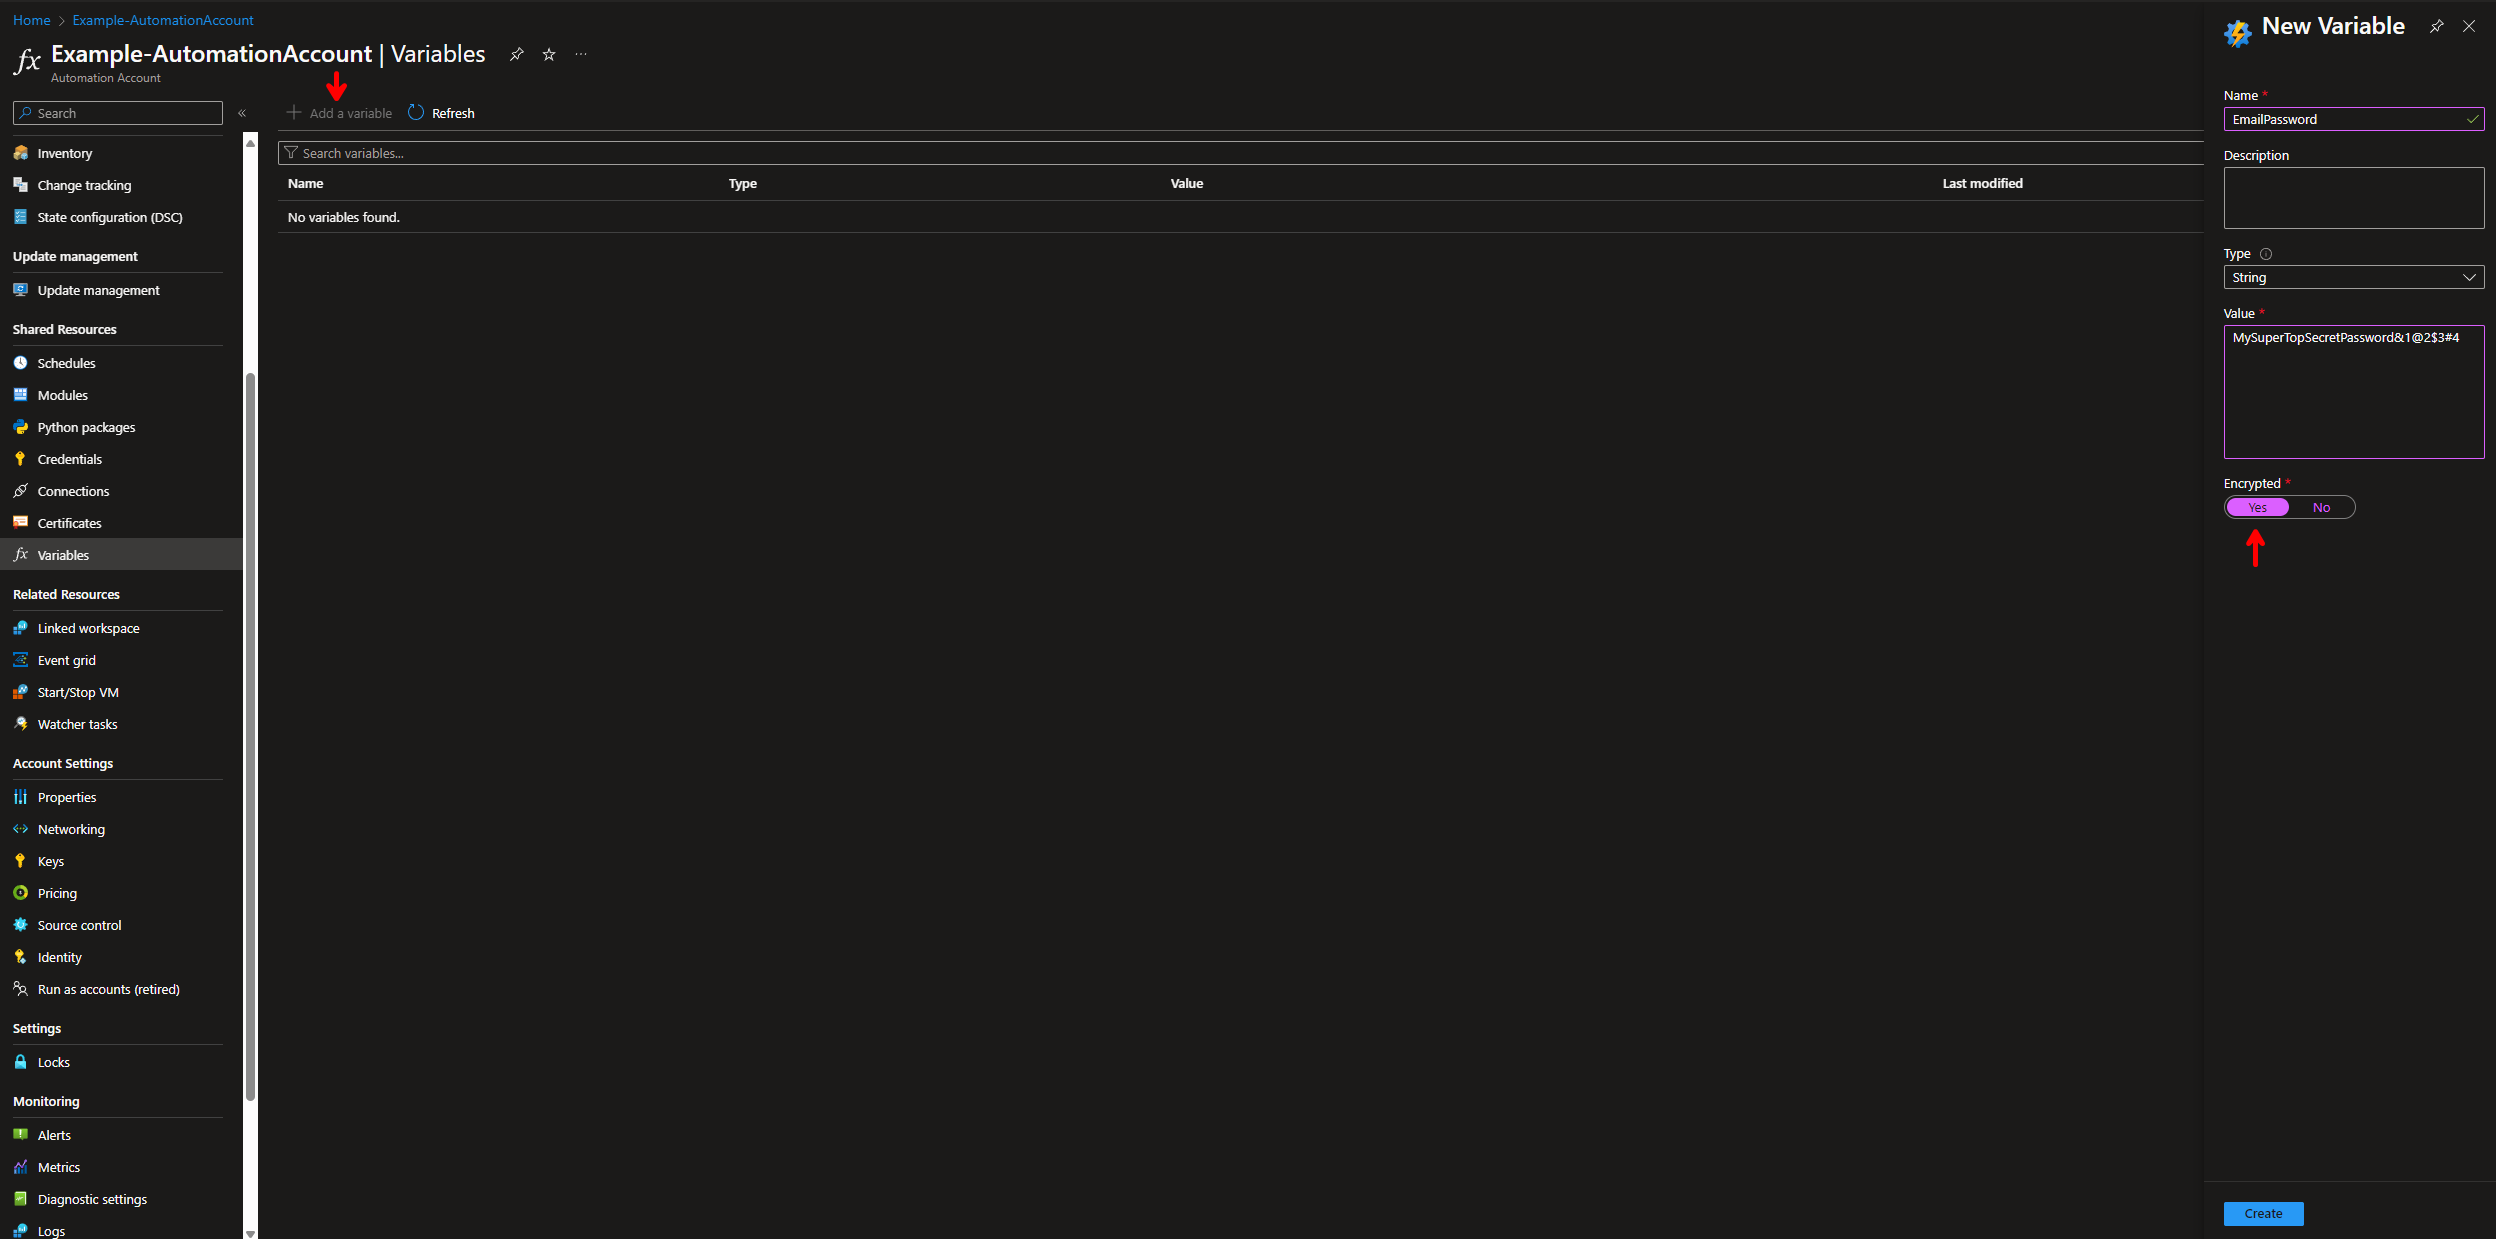 Home > Example-AutomationAccount
Example-AutomationAccount | Variables
Automation Account
Search
Inventory
Change tracking
State configuration (DSC)
Update management
Update management
Shared Resources
Schedules
Modules
Python packages
Credentials
Connections
Certificates
Variables
Related Resources
Linked workspace
Event grid
Start/Stop VM
Watcher tasks
Account Settings
Properties
Networking
Keys
Pricing
Source control
Identity
Run as accounts (retired)
Settings
Locks
Monitoring
Alerts
Metrics
Diagnostic settings
Logs
Add a variable Refresh
Search variables...
Name Type Value Last modified
No variables found.
New Variable
Name *
EmailPassword
Description
Type
String
Value *
MySuperTopSecretPassword&1@2$3#4
Encrypted *
Yes No
Create